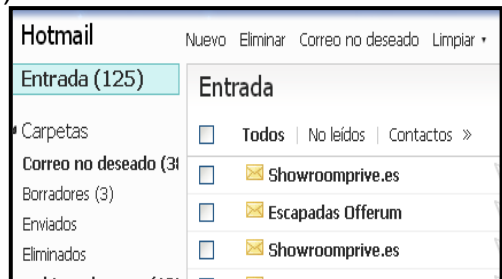 Hotmail
Nuevo Eliminar Correo no deseado Limpiar
Entrada (125)
Entrada
Carpetas
Todos | No leídos | Contactos »
Correo no deseado (38
Showroomprive.es
Borradores (3)
Escapadas Offerum
Enviados
Eliminados
Showroomprive.es